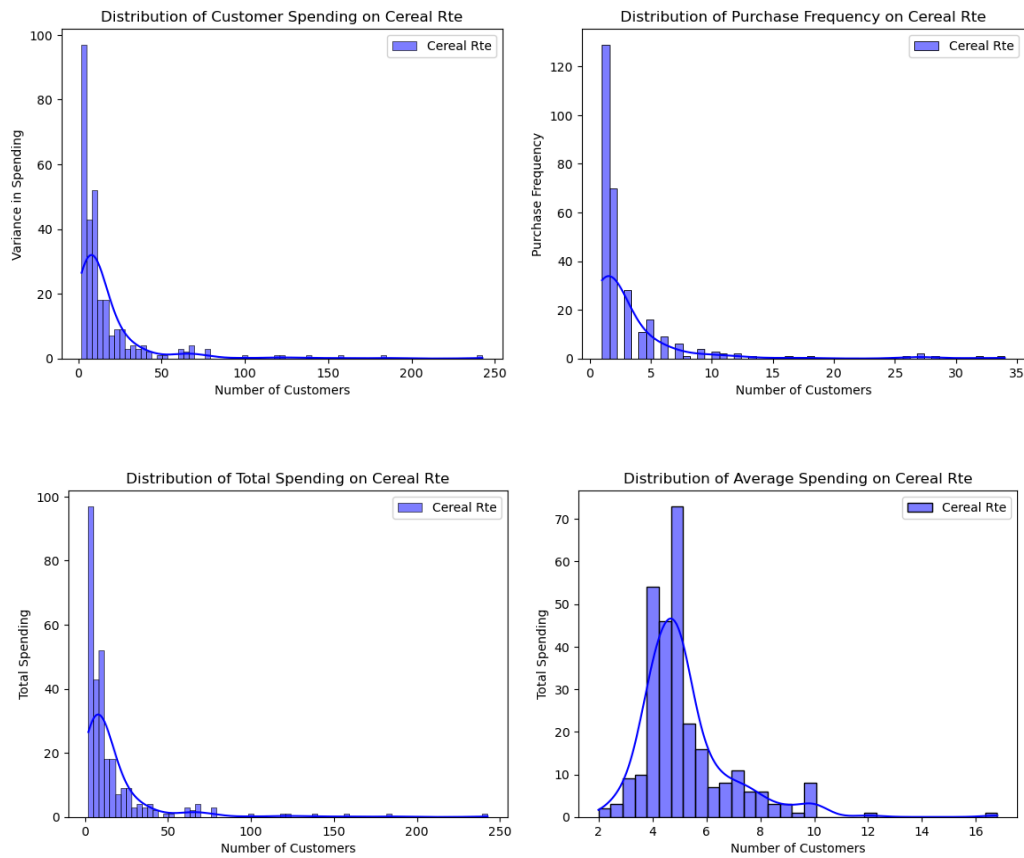 Distribution of Customer Spending on Cereal Rte
Cereal Rte
Variance in Spending
100
80
60
40
20
0
0 50 100 150 200 250
Number of Customers
Distribution of Purchase Frequency on Cereal Rte
Cereal Rte
Purchase Frequency
120
100
80
60
40
20
0
0 5 10 15 20 25 30 35
Number of Customers
Distribution of Total Spending on Cereal Rte
Cereal Rte
Total Spending
100
80
60
40
20
0
0 50 100 150 200 250
Number of Customers
Distribution of Average Spending on Cereal Rte
Cereal Rte
Total Spending
70
60
50
40
30
20
10
0
2 4 6 8 10 12 14 16
Number of Customers